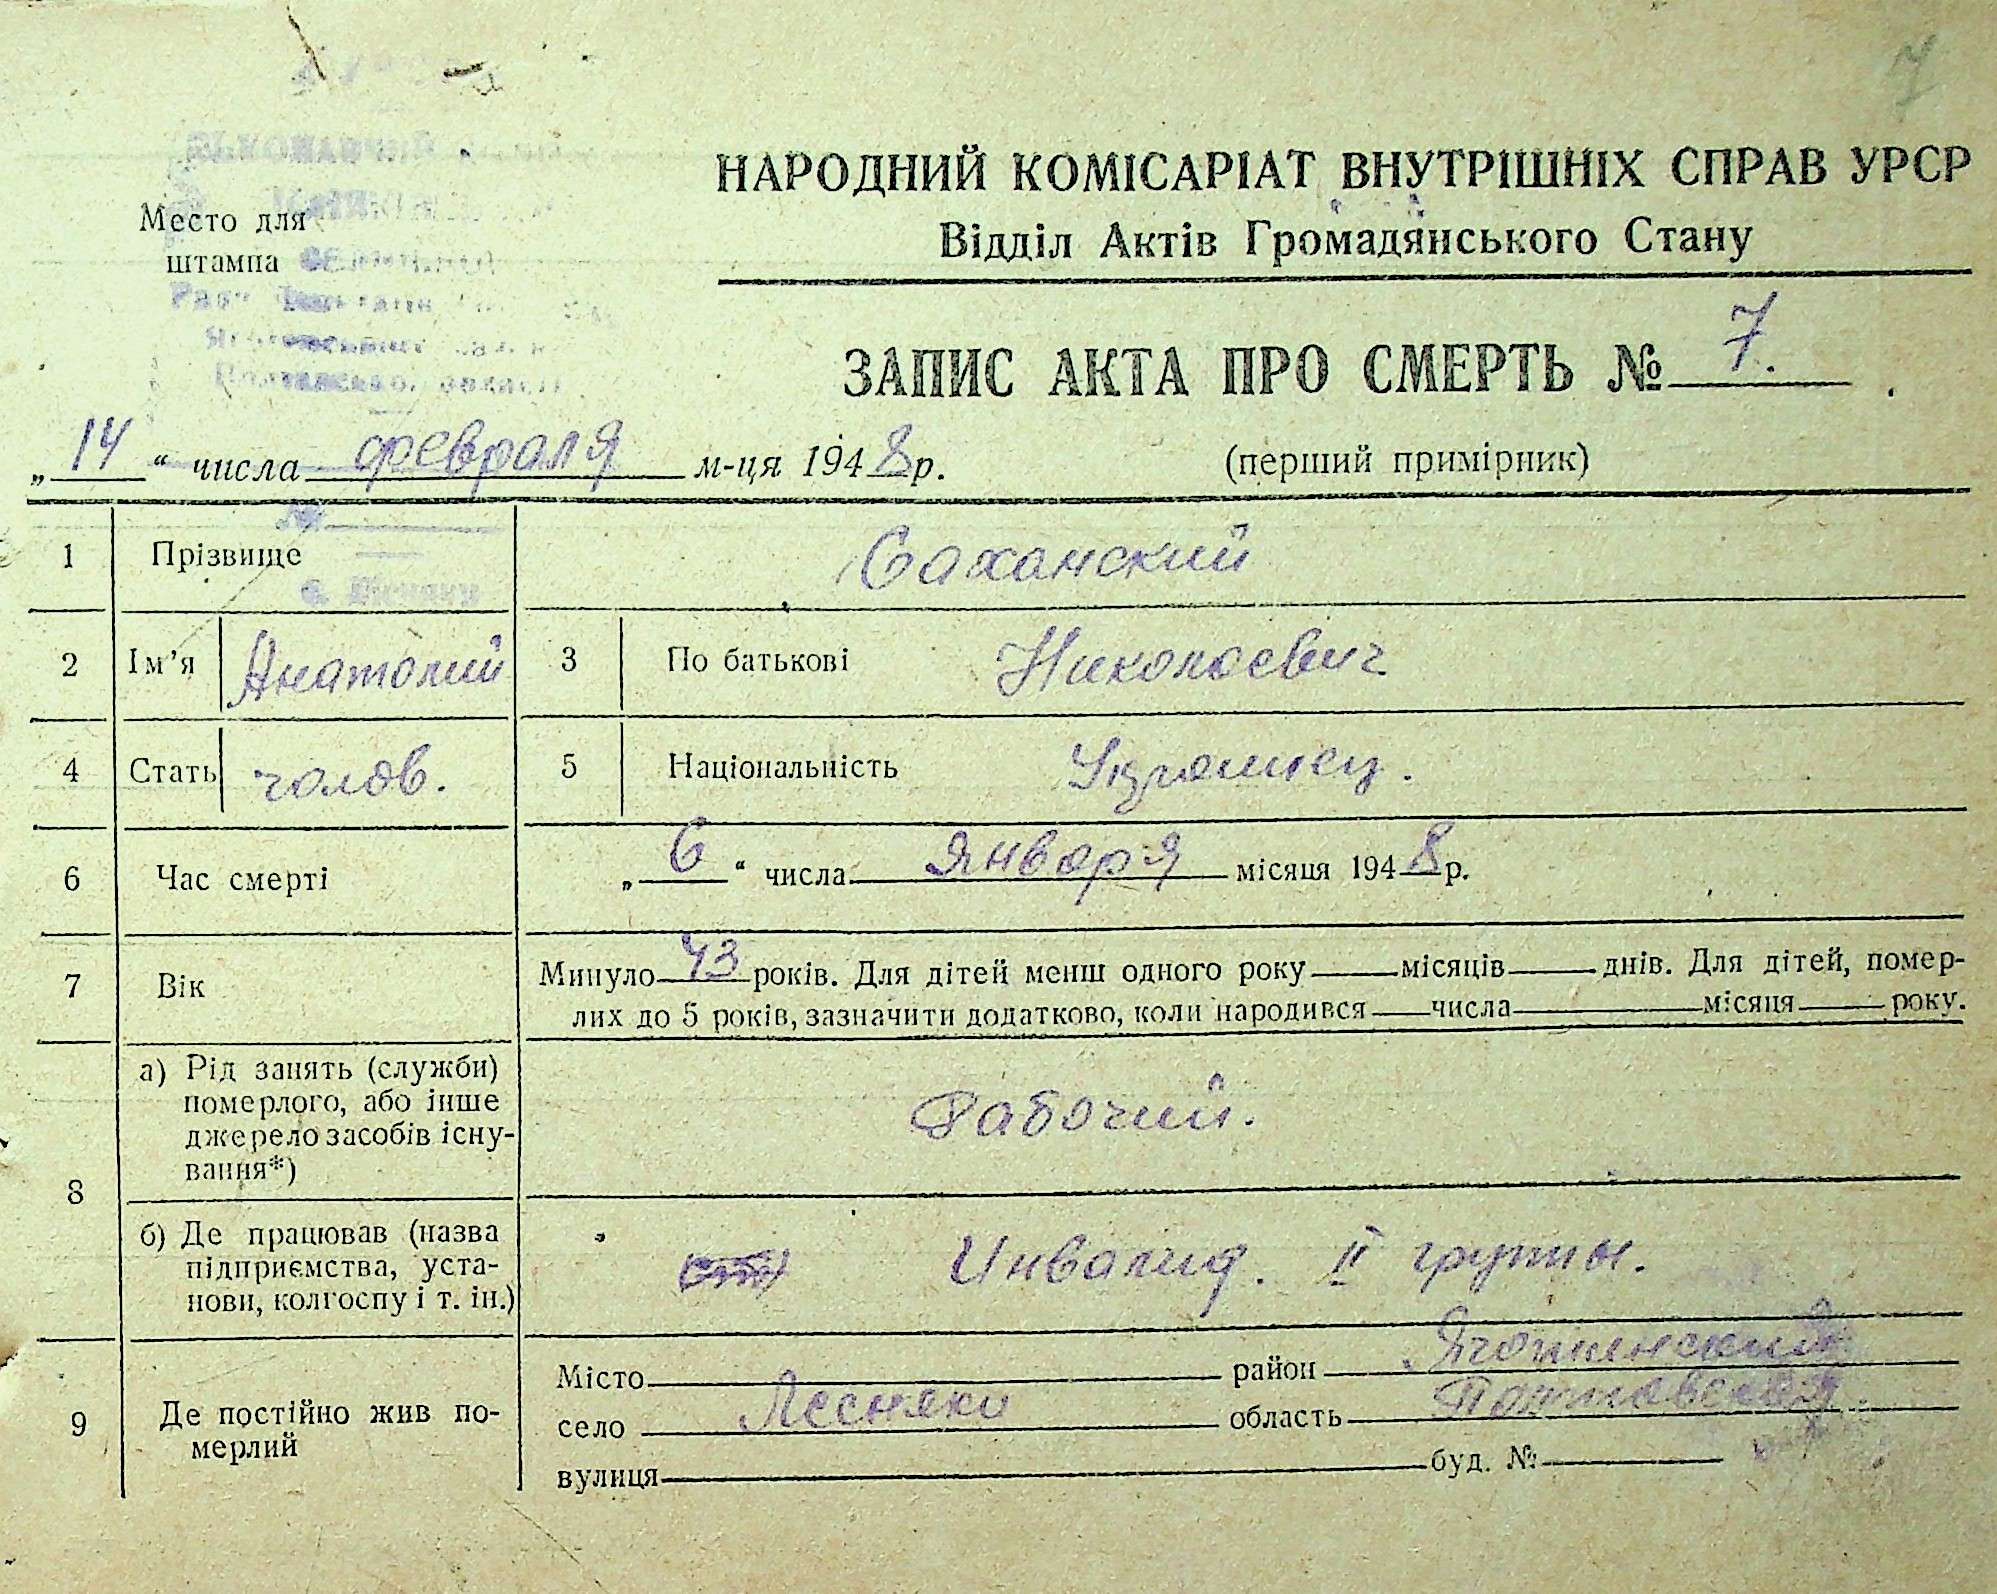 7
НАРОДНИЙ КОМІСАРІАТ ВНУТРІШНІХ СПРАВ УРСР
Відділ Актів Громадянського Стану
Место для
штампа
ЗАПИС АКТА ПРО СМЕРТЬ № 7.
„14“ числа февраля м-ця 1948 р.
(перший примірник)
1 Прізвище Саханский
2 Ім’я Анатолий 3 По батькові Николаевич
4 Стать чолов. 5 Національність Украинец.
6 Час смерті „6“ числа Января місяця 1948 р.
7 Вік Минуло 43 років. Для дітей менш одного року місяців днів. Для дітей, помер-
лих до 5 років, зазначити додатково, коли народився числа місяця року.
8 а) Рід занять (служби)
померлого, або інше
джерело засобів існу-
вання*)
Рабочий.
б) Де працював (назва
підприємства, уста-
нови, колгоспу і т. ін.)
Инвалид. II группы.
9 Де постійно жив по-
мерлий
Місто район Яготинский
село Лесняки область Полтавская
вулиця буд. №